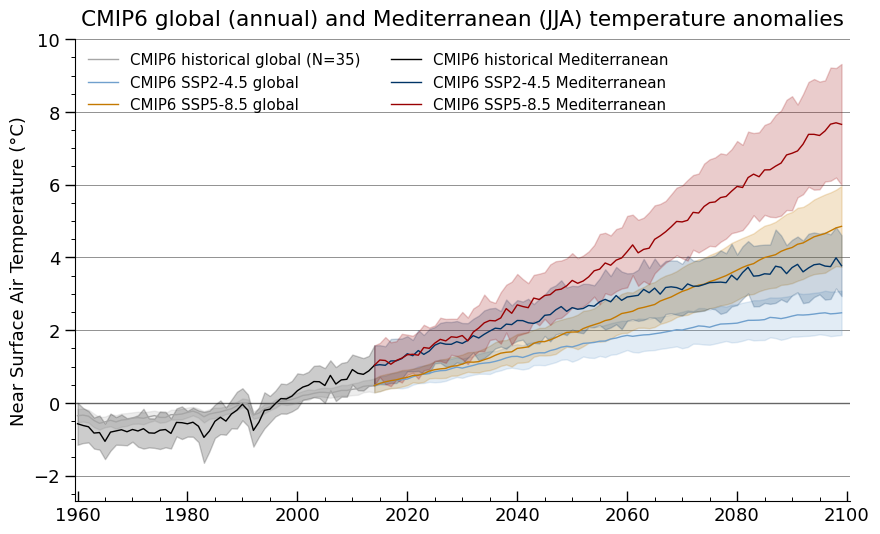 CMIP6 global (annual) and Mediterranean (JJA) temperature anomalies
Near Surface Air Temperature (°C)
10
8
6
4
2
0
−2
CMIP6 historical global (N=35)
CMIP6 SSP2-4.5 global
CMIP6 SSP5-8.5 global
CMIP6 historical Mediterranean
CMIP6 SSP2-4.5 Mediterranean
CMIP6 SSP5-8.5 Mediterranean
1960 1980 2000 2020 2040 2060 2080 2100